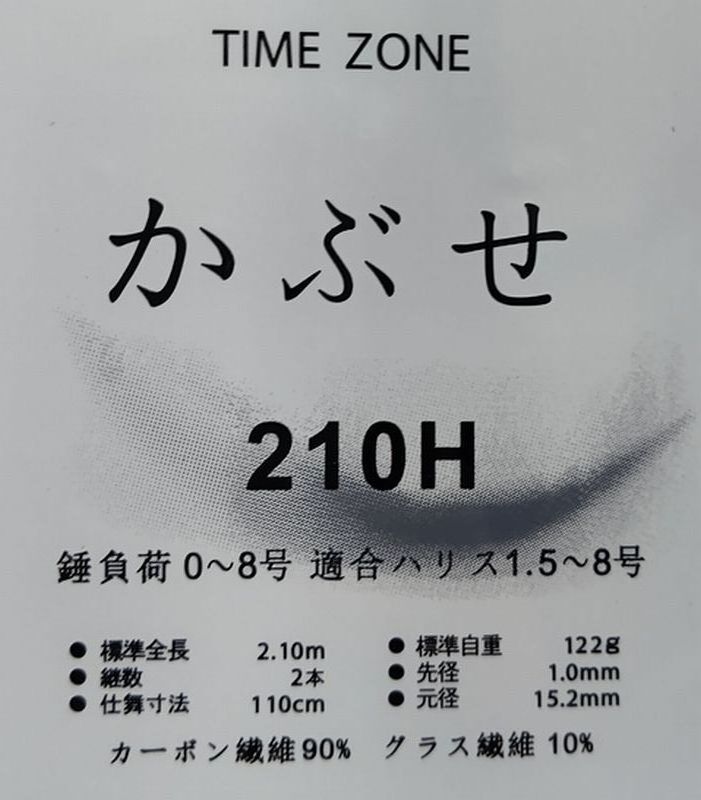 TIME ZONE
かぶせ
210H
錘負荷 0～8号 適合ハリス1.5～8号
● 標準全長 2.10m ● 標準自重 122g
● 継数 2本 ● 先径 1.0mm
● 仕舞寸法 110cm ● 元径 15.2mm
カーボン繊維90% グラス繊維 10%